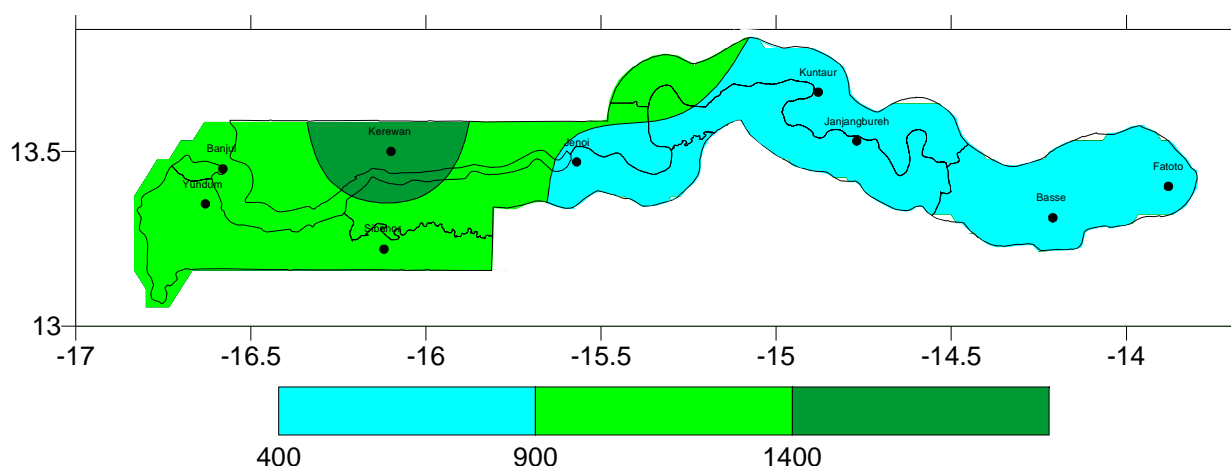 Kuntaur
Janjangbureh
Kerewan
Jenoi
13.5
Banjul
Fatoto
Yundum
Basse
Sibanor
13
-17 -16.5 -16 -15.5 -15 -14.5 -14
400 900 1400